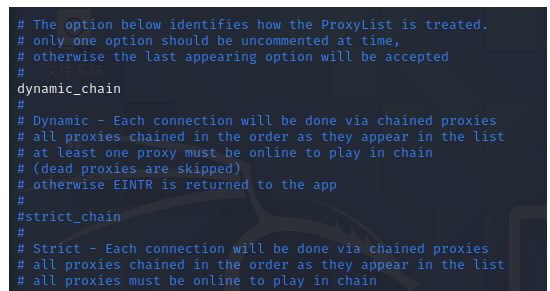 # The option below identifies how the ProxyList is treated.
# only one option should be uncommented at time,
# otherwise the last appearing option will be accepted
#
dynamic_chain
#
# Dynamic - Each connection will be done via chained proxies
# all proxies chained in the order as they appear in the list
# at least one proxy must be online to play in chain
# (dead proxies are skipped)
# otherwise EINTR is returned to the app
#
#strict_chain
#
# Strict - Each connection will be done via chained proxies
# all proxies chained in the order as they appear in the list
# all proxies must be online to play in chain
文件系统